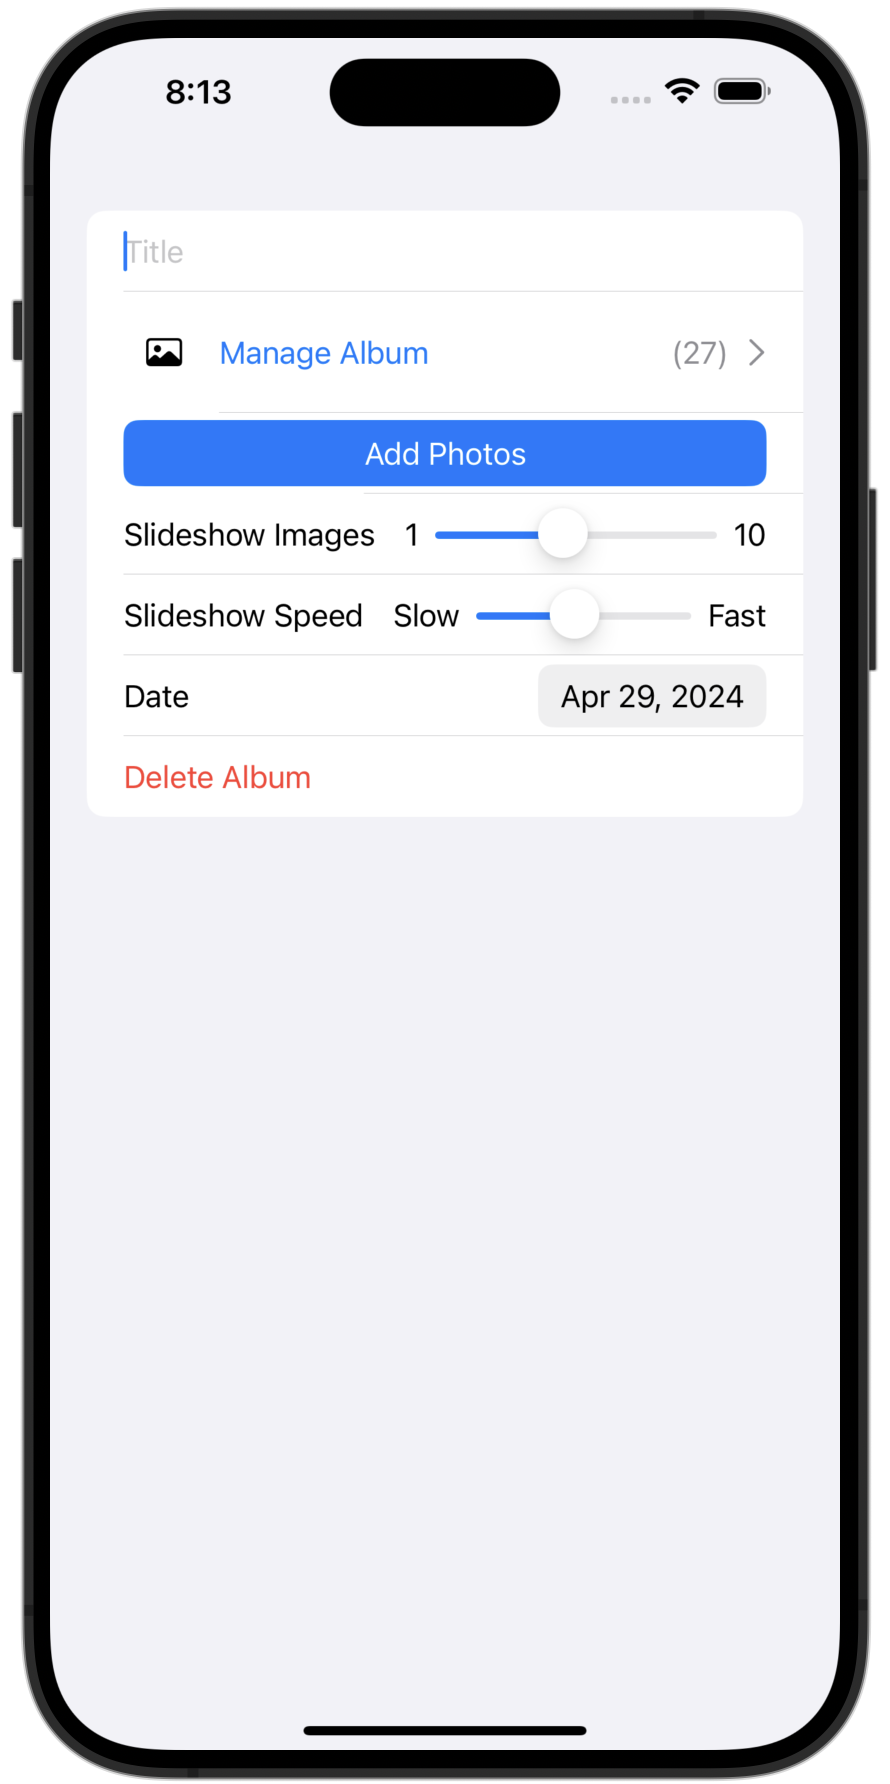 8:13
Title
Manage Album (27)
Add Photos
Slideshow Images 1 10
Slideshow Speed Slow Fast
Date Apr 29, 2024
Delete Album